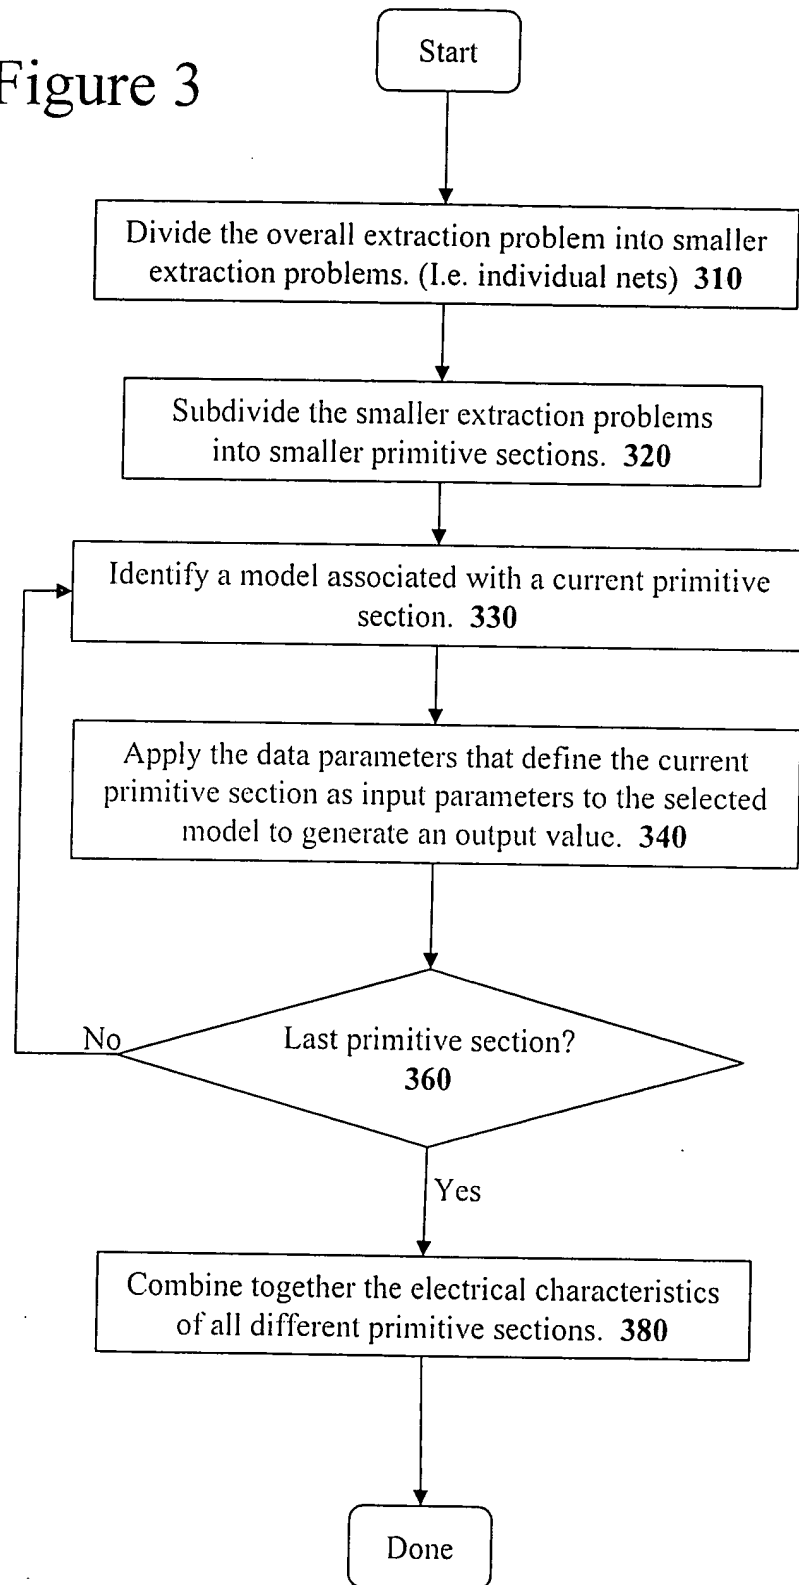 Figure 3
Start
Divide the overall extraction problem into smaller
extraction problems. (I.e. individual nets) 310
Subdivide the smaller extraction problems
into smaller primitive sections. 320
Identify a model associated with a current primitive
section. 330
Apply the data parameters that define the current
primitive section as input parameters to the selected
model to generate an output value. 340
No
Last primitive section?
360
Yes
Combine together the electrical characteristics
of all different primitive sections. 380
Done